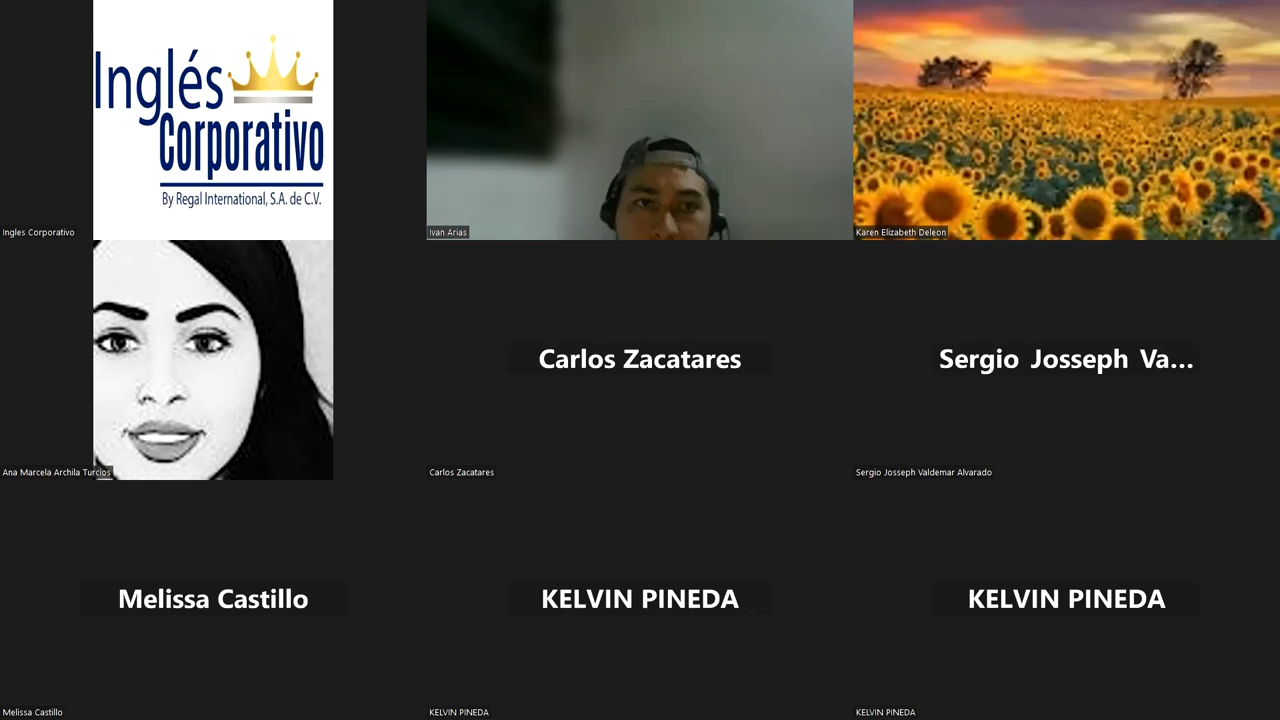 Inglés
Corporativo
By Regal International, S.A. de C.V.
Ingles Corporativo
Ivan Arias
Karen Elizabeth Deleon
Carlos Zacatares
Sergio Josseph Va...
Ana Marcela Archila Turcios
Carlos Zacatares
Sergio Josseph Valdemar Alvarado
Melissa Castillo
KELVIN PINEDA
KELVIN PINEDA
Melissa Castillo
KELVIN PINEDA
KELVIN PINEDA